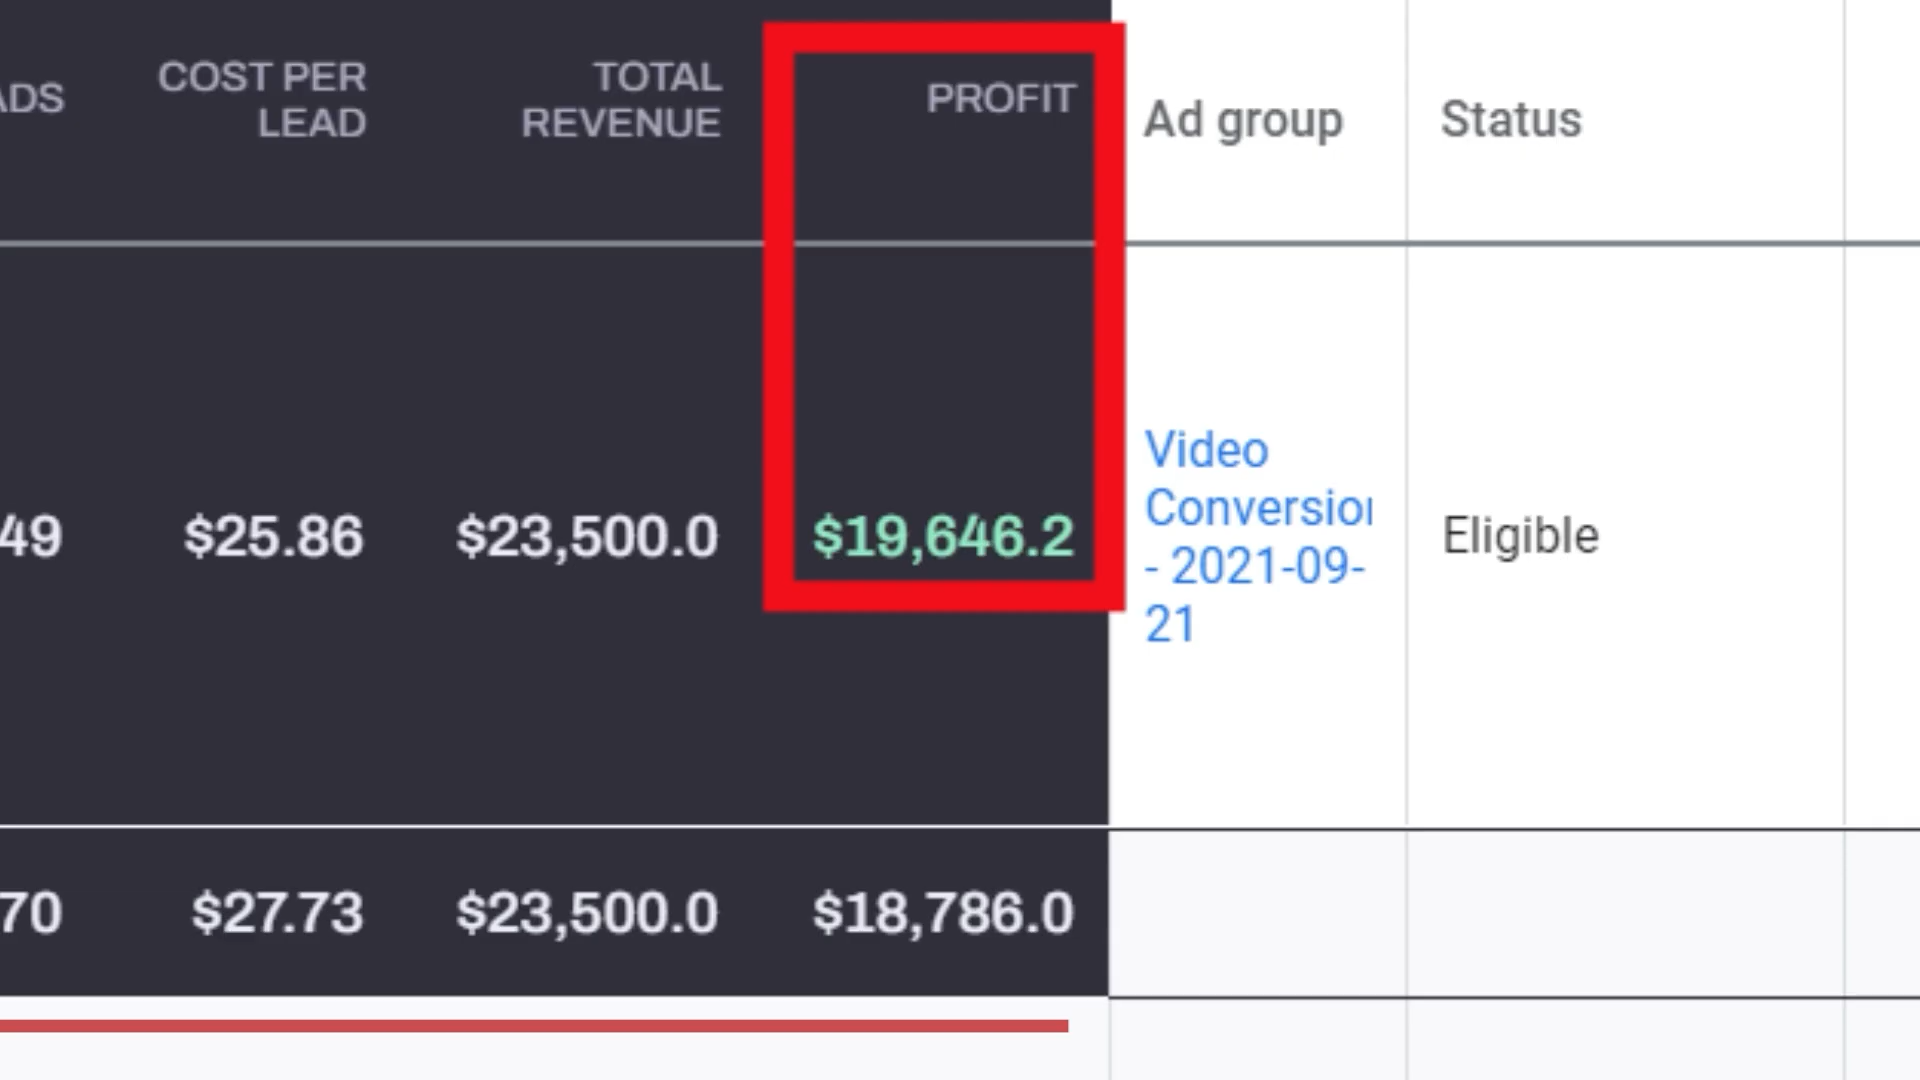 ADS
COST PER
LEAD
TOTAL
REVENUE
PROFIT
Ad group
Status
49
$25.86
$23,500.0
$19,646.2
Video
Conversion
- 2021-09-
21
Eligible
70
$27.73
$23,500.0
$18,786.0